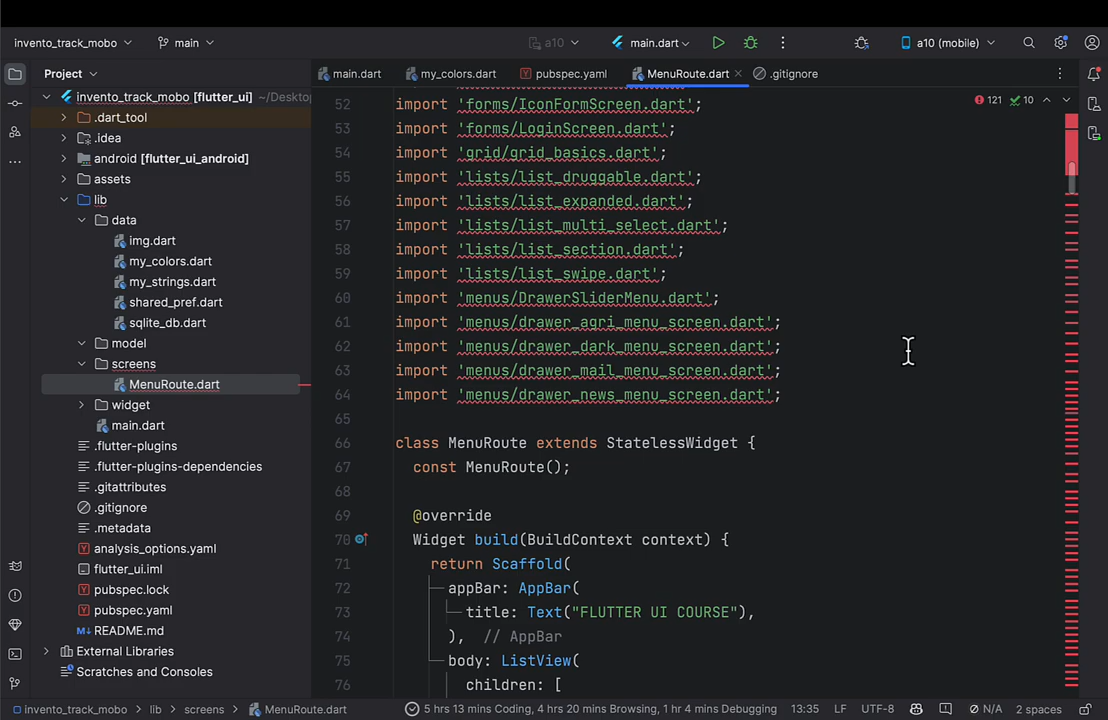 invento_track_mobo
main
a10
main.dart
a10 (mobile)
Project
main.dart
my_colors.dart
pubspec.yaml
MenuRoute.dart
.gitignore
invento_track_mobo [flutter_ui] ~/Deskto
.dart_tool
.idea
android [flutter_ui_android]
assets
lib
data
img.dart
my_colors.dart
my_strings.dart
shared_pref.dart
sqlite_db.dart
model
screens
MenuRoute.dart
widget
main.dart
.flutter-plugins
.flutter-plugins-dependencies
.gitattributes
.gitignore
.metadata
analysis_options.yaml
flutter_ui.iml
pubspec.lock
pubspec.yaml
README.md
External Libraries
Scratches and Consoles
121 10
52 import 'forms/IconFormScreen.dart';
53 import 'forms/LoginScreen.dart';
54 import 'grid/grid_basics.dart';
55 import 'lists/list_druggable.dart';
56 import 'lists/list_expanded.dart';
57 import 'lists/list_multi_select.dart';
58 import 'lists/list_section.dart';
59 import 'lists/list_swipe.dart';
60 import 'menus/DrawerSliderMenu.dart';
61 import 'menus/drawer_agri_menu_screen.dart';
62 import 'menus/drawer_dark_menu_screen.dart';
63 import 'menus/drawer_mail_menu_screen.dart';
64 import 'menus/drawer_news_menu_screen.dart';
65
66 class MenuRoute extends StatelessWidget {
67 const MenuRoute();
68
69 @override
70 Widget build(BuildContext context) {
71 return Scaffold(
72 appBar: AppBar(
73 title: Text("FLUTTER UI COURSE"),
74 ), // AppBar
75 body: ListView(
76 children: [
invento_track_mobo > lib > screens > MenuRoute.dart
5 hrs 13 mins Coding, 4 hrs 20 mins Browsing, 1 hr 4 mins Debugging
13:35
LF
UTF-8
N/A
2 spaces